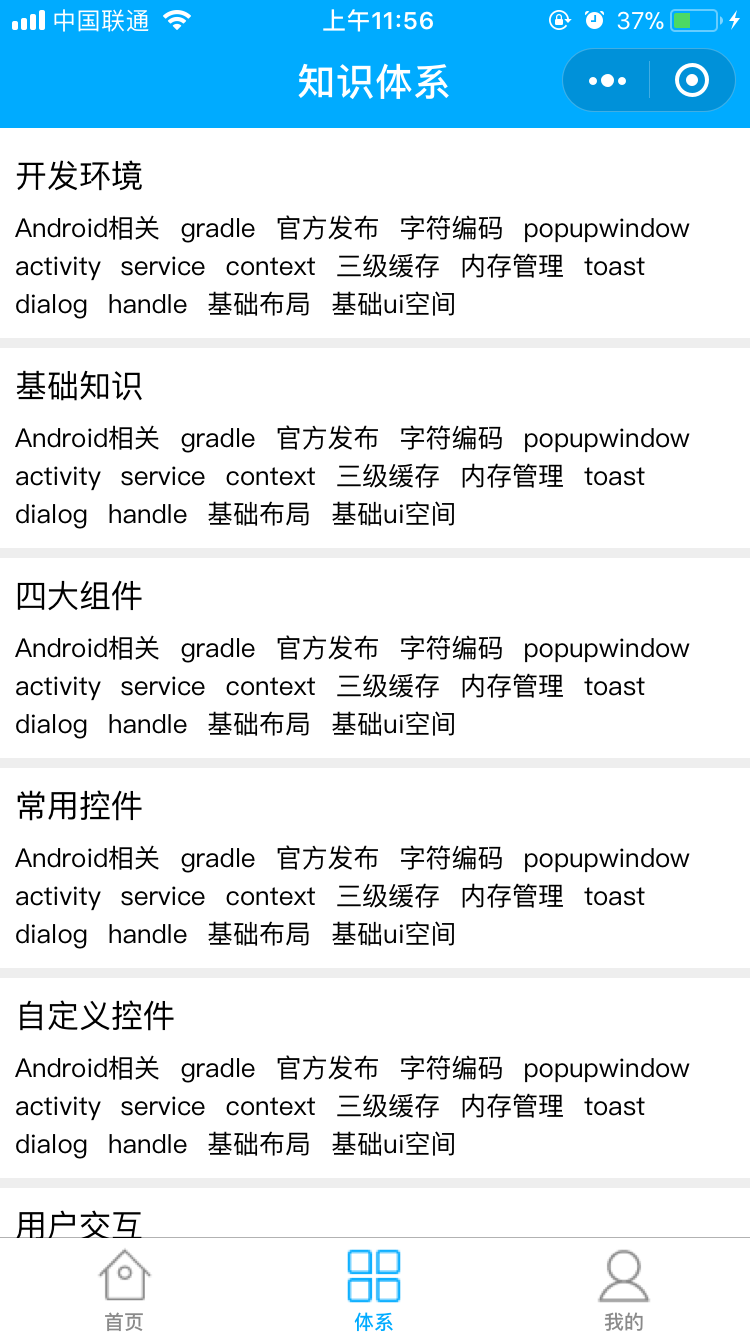 中国联通 上午11:56 37%
知识体系
开发环境
Android相关 gradle 官方发布 字符编码 popupwindow
activity service context 三级缓存 内存管理 toast
dialog handle 基础布局 基础ui空间
基础知识
Android相关 gradle 官方发布 字符编码 popupwindow
activity service context 三级缓存 内存管理 toast
dialog handle 基础布局 基础ui空间
四大组件
Android相关 gradle 官方发布 字符编码 popupwindow
activity service context 三级缓存 内存管理 toast
dialog handle 基础布局 基础ui空间
常用控件
Android相关 gradle 官方发布 字符编码 popupwindow
activity service context 三级缓存 内存管理 toast
dialog handle 基础布局 基础ui空间
自定义控件
Android相关 gradle 官方发布 字符编码 popupwindow
activity service context 三级缓存 内存管理 toast
dialog handle 基础布局 基础ui空间
用户交互
首页 体系 我的